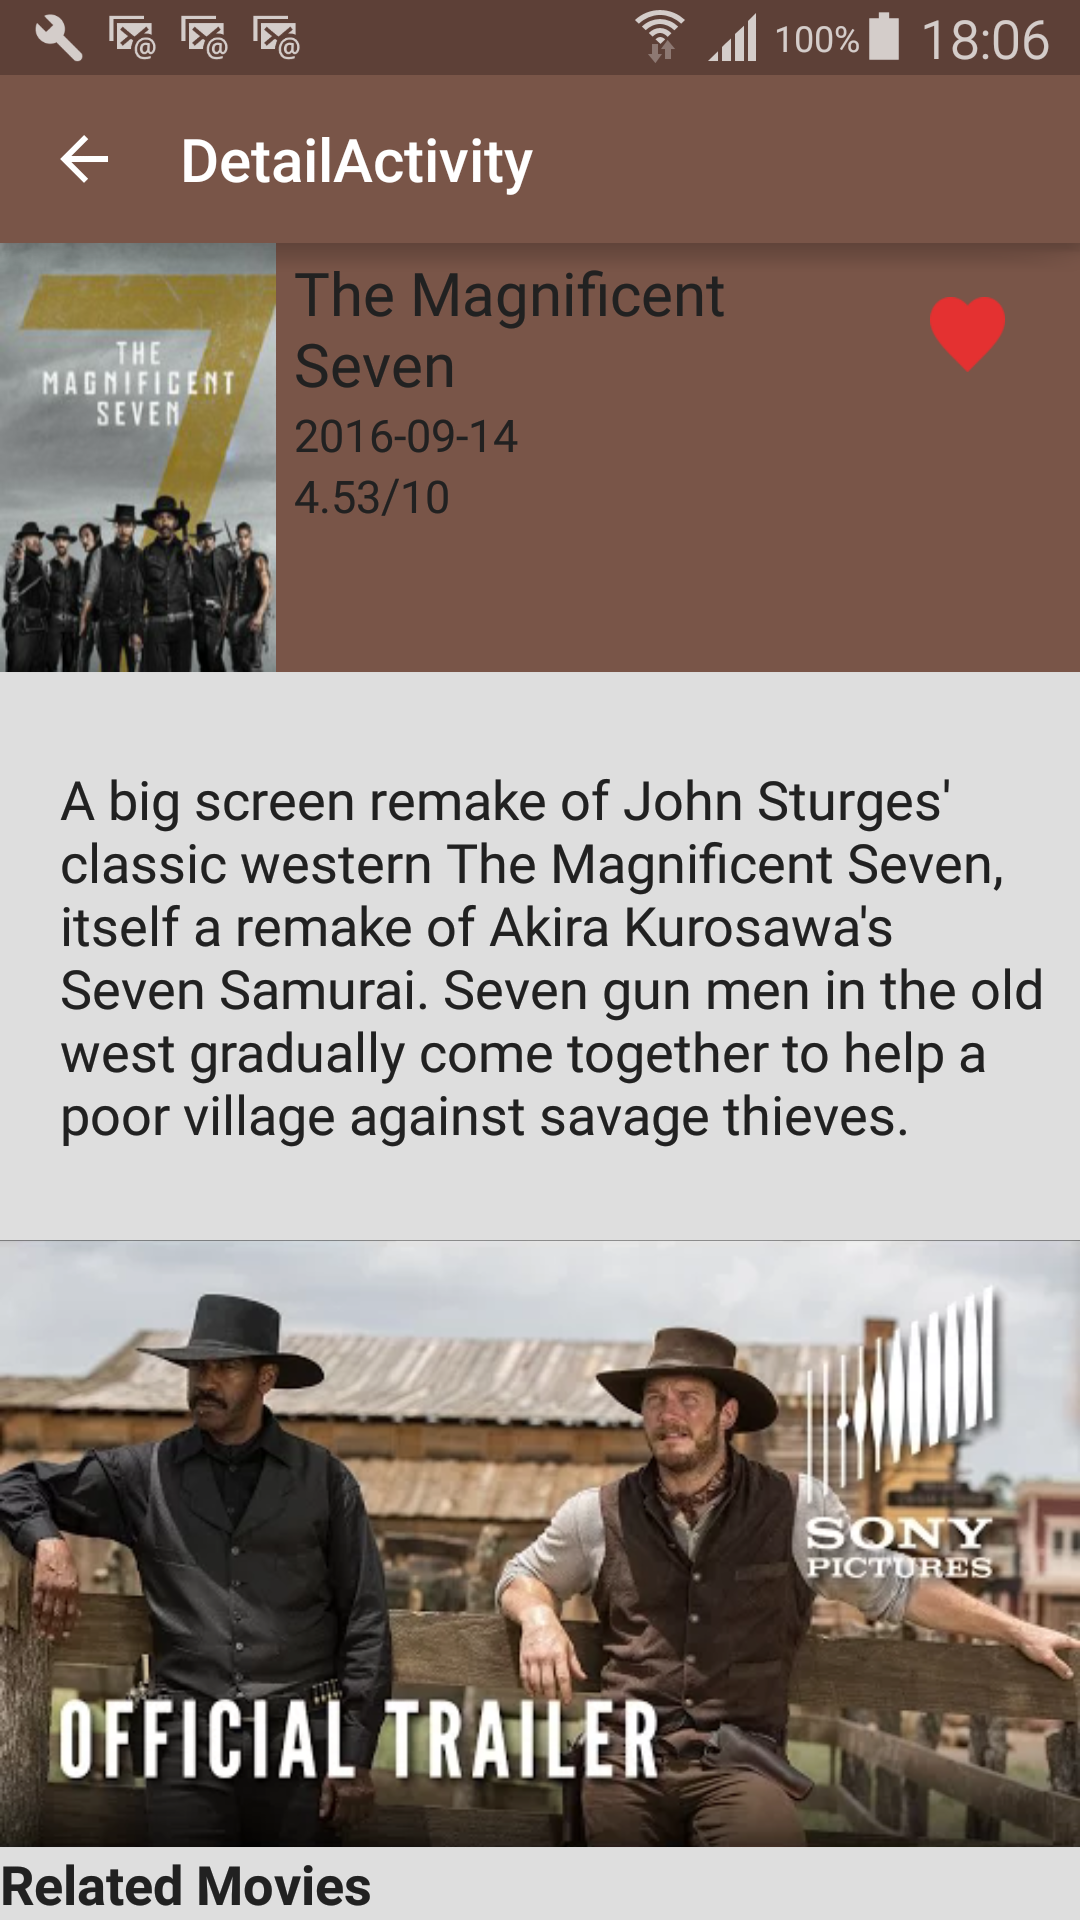 100% 18:06
DetailActivity
THE
MAGNIFICENT
SEVEN
The Magnificent
Seven
2016-09-14
4.53/10
A big screen remake of John Sturges'
classic western The Magnificent Seven,
itself a remake of Akira Kurosawa's
Seven Samurai. Seven gun men in the old
west gradually come together to help a
poor village against savage thieves.
SONY
PICTURES
OFFICIAL TRAILER
Related Movies